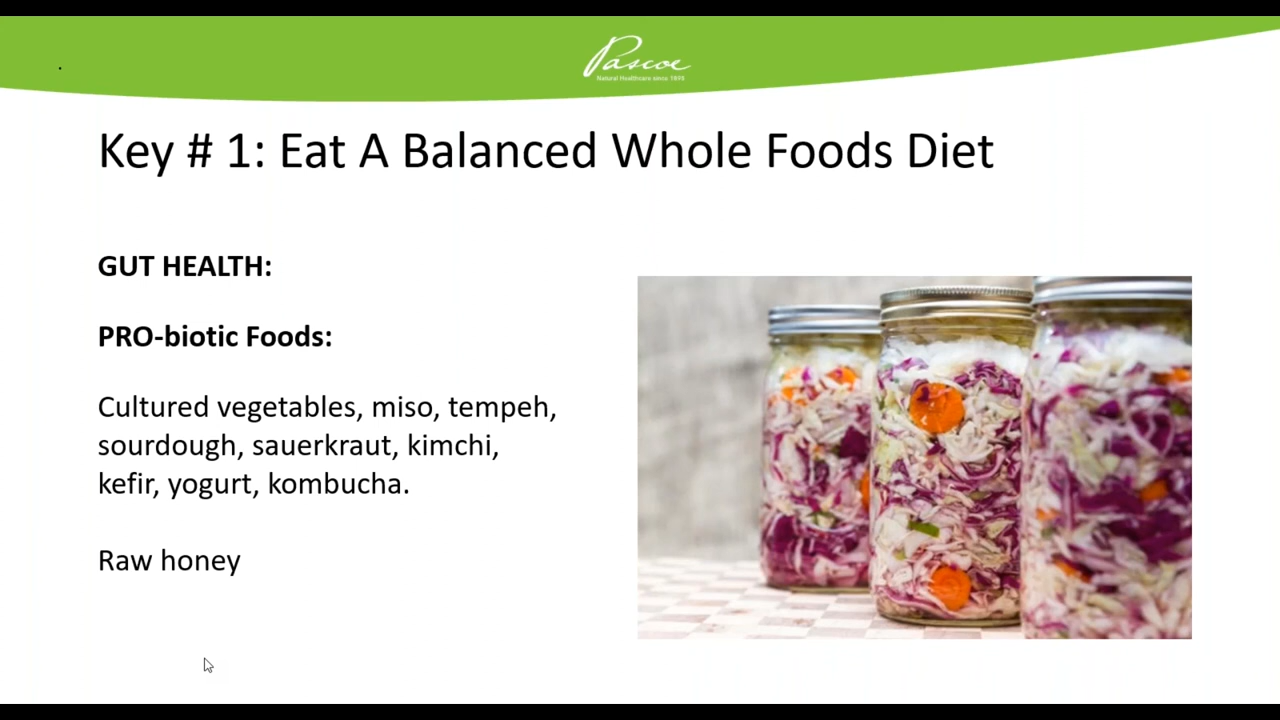 Pascoe
Natural Healthcare since 1895
Key # 1: Eat A Balanced Whole Foods Diet
GUT HEALTH:
PRO-biotic Foods:
Cultured vegetables, miso, tempeh,
sourdough, sauerkraut, kimchi,
kefir, yogurt, kombucha.
Raw honey